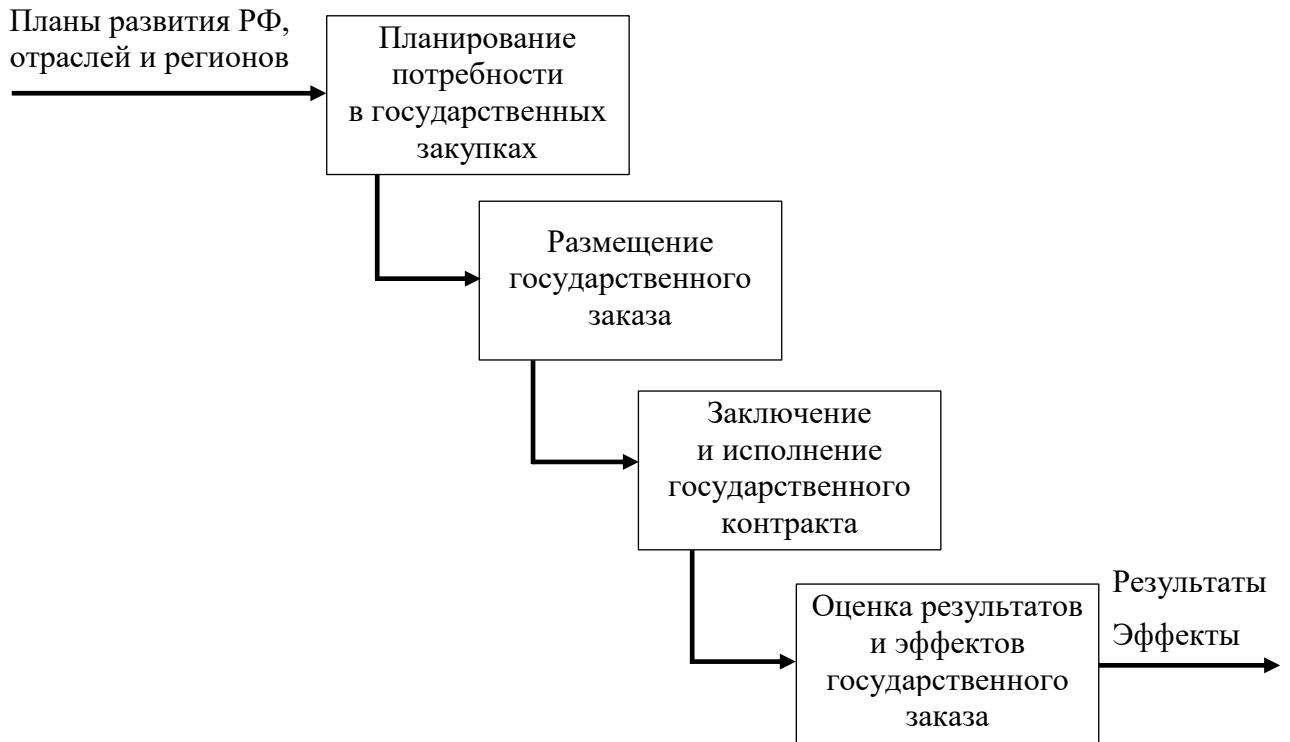 Планы развития РФ,
отраслей и регионов
Планирование
потребности
в государственных
закупках
Размещение
государственного
заказа
Заключение
и исполнение
государственного
контракта
Оценка результатов
и эффектов
государственного
заказа
Результаты
Эффекты